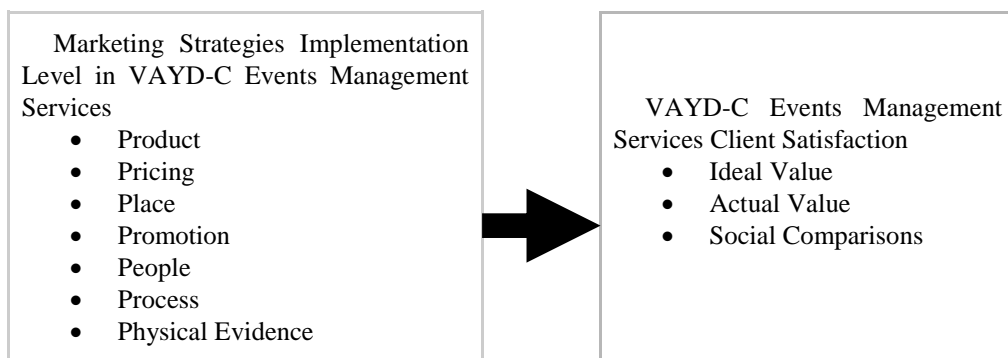 Marketing Strategies Implementation
Level in VAYD-C Events Management
Services
• Product
• Pricing
• Place
• Promotion
• People
• Process
• Physical Evidence
VAYD-C Events Management
Services Client Satisfaction
• Ideal Value
• Actual Value
• Social Comparisons